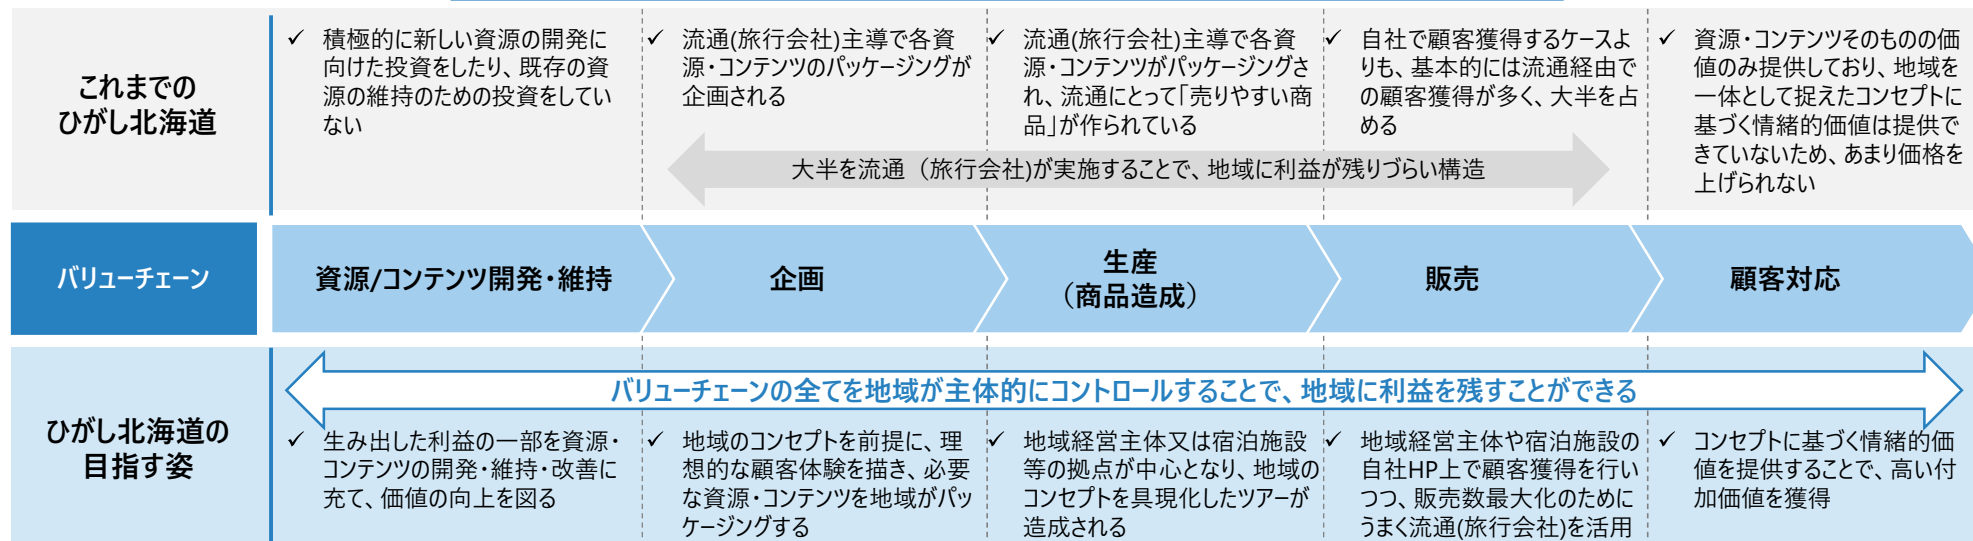 これまでの
ひがし北海道
✓ 積極的に新しい資源の開発に
向けた投資をしたり、既存の資
源の維持のための投資をしてい
ない
✓ 流通(旅行会社)主導で各資
源・コンテンツのパッケージングが
企画される
✓ 流通(旅行会社)主導で各資
源・コンテンツがパッケージングさ
れ、流通にとって「売りやすい商
品」が作られている
✓ 自社で顧客獲得するケースよ
りも、基本的には流通経由で
の顧客獲得が多く、大半を占
める
✓ 資源・コンテンツそのものの価
値のみ提供しており、地域を
一体として捉えたコンセプトに
基づく情緒的価値は提供で
きていないため、あまり価格を
上げられない
大半を流通（旅行会社)が実施することで、地域に利益が残りづらい構造
バリューチェーン
資源/コンテンツ開発・維持
企画
生産
（商品造成）
販売
顧客対応
ひがし北海道の
目指す姿
バリューチェーンの全てを地域が主体的にコントロールすることで、地域に利益を残すことができる
✓ 生み出した利益の一部を資源・
コンテンツの開発・維持・改善に
充て、価値の向上を図る
✓ 地域のコンセプトを前提に、理
想的な顧客体験を描き、必要
な資源・コンテンツを地域がパッ
ケージングする
✓ 地域経営主体又は宿泊施設
等の拠点が中心となり、地域の
コンセプトを具現化したツアーが
造成される
✓ 地域経営主体や宿泊施設の
自社HP上で顧客獲得を行い
つつ、販売数最大化のために
うまく流通(旅行会社)を活用
✓ コンセプトに基づく情緒的価
値を提供することで、高い付
加価値を獲得